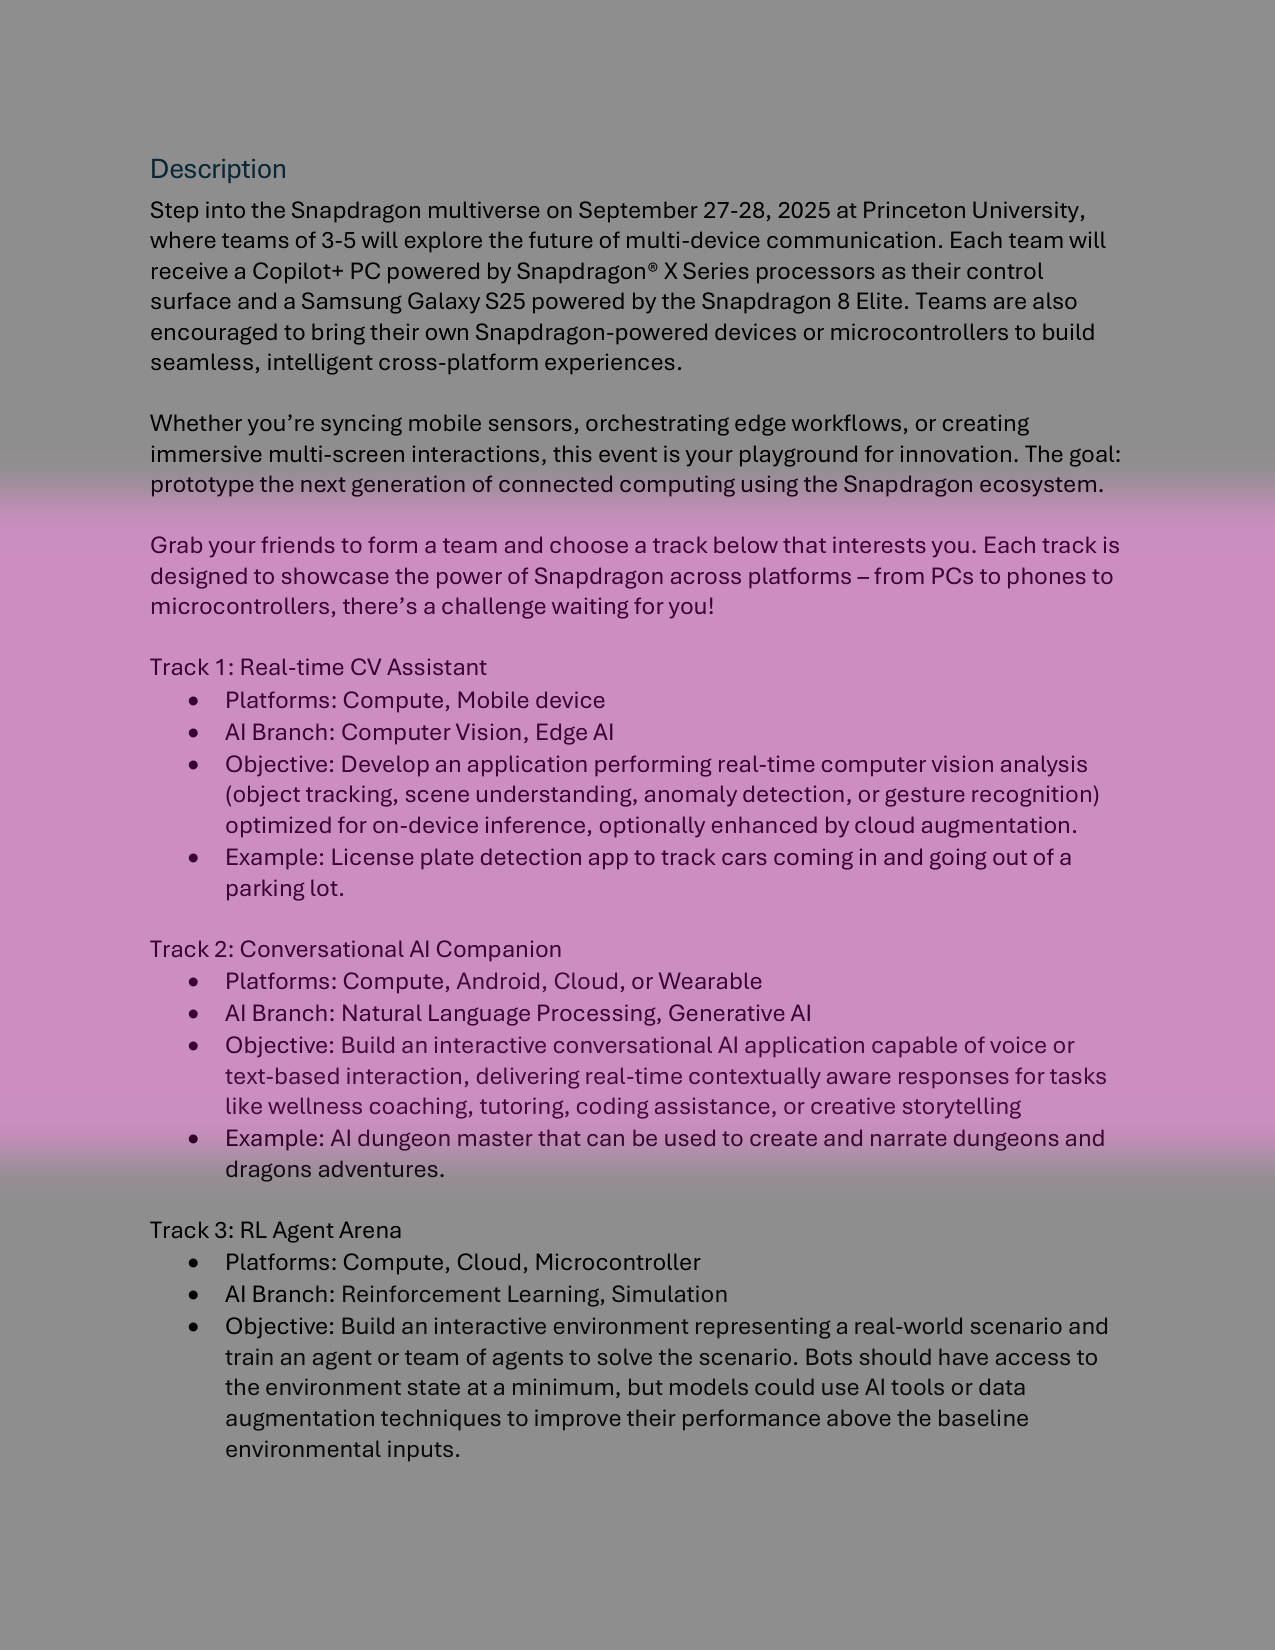 Description
Step into the Snapdragon multiverse on September 27-28, 2025 at Princeton University,
where teams of 3-5 will explore the future of multi-device communication. Each team will
receive a Copilot+ PC powered by Snapdragon® X Series processors as their control
surface and a Samsung Galaxy S25 powered by the Snapdragon 8 Elite. Teams are also
encouraged to bring their own Snapdragon-powered devices or microcontrollers to build
seamless, intelligent cross-platform experiences.
Whether you’re syncing mobile sensors, orchestrating edge workflows, or creating
immersive multi-screen interactions, this event is your playground for innovation. The goal:
prototype the next generation of connected computing using the Snapdragon ecosystem.
Grab your friends to form a team and choose a track below that interests you. Each track is
designed to showcase the power of Snapdragon across platforms – from PCs to phones to
microcontrollers, there’s a challenge waiting for you!
Track 1: Real-time CV Assistant
• Platforms: Compute, Mobile device
• AI Branch: Computer Vision, Edge AI
• Objective: Develop an application performing real-time computer vision analysis
(object tracking, scene understanding, anomaly detection, or gesture recognition)
optimized for on-device inference, optionally enhanced by cloud augmentation.
• Example: License plate detection app to track cars coming in and going out of a
parking lot.
Track 2: Conversational AI Companion
• Platforms: Compute, Android, Cloud, or Wearable
• AI Branch: Natural Language Processing, Generative AI
• Objective: Build an interactive conversational AI application capable of voice or
text-based interaction, delivering real-time contextually aware responses for tasks
like wellness coaching, tutoring, coding assistance, or creative storytelling
• Example: AI dungeon master that can be used to create and narrate dungeons and
dragons adventures.
Track 3: RL Agent Arena
• Platforms: Compute, Cloud, Microcontroller
• AI Branch: Reinforcement Learning, Simulation
• Objective: Build an interactive environment representing a real-world scenario and
train an agent or team of agents to solve the scenario. Bots should have access to
the environment state at a minimum, but models could use AI tools or data
augmentation techniques to improve their performance above the baseline
environmental inputs.